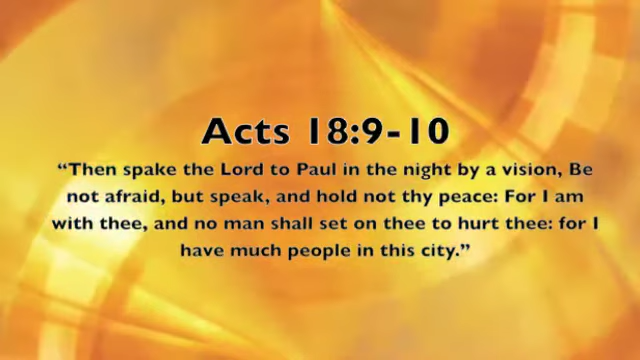 Acts 18:9-10
“Then spake the Lord to Paul in the night by a vision, Be
not afraid, but speak, and hold not thy peace: For I am
with thee, and no man shall set on thee to hurt thee: for I
have much people in this city.”